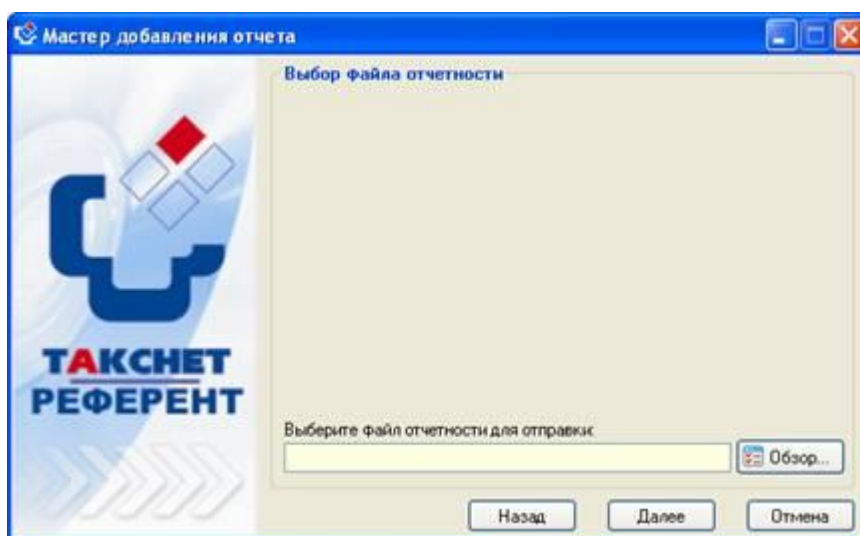 Мастер добавления отчета
Выбор файла отчетности
ТАКСНЕТ
РЕФЕРЕНТ
Выберите файл отчетности для отправки:
Обзор...
Назад
Далее
Отмена